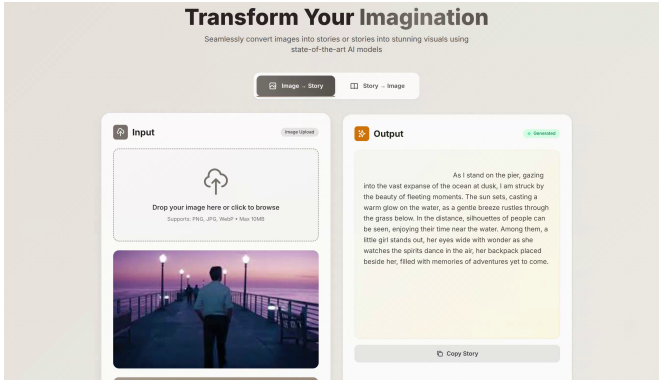 Transform Your Imagination
Seamlessly convert images into stories or stories into stunning visuals using
state-of-the-art AI models
Image → Story
Story → Image
Input
Image Upload
Drop your image here or click to browse
Supports: PNG, JPG, WebP • Max 10MB
Output
Generated
As I stand on the pier, gazing
into the vast expanse of the ocean at dusk, I am struck by
the beauty of fleeting moments. The sun sets, casting a
warm glow on the water, as a gentle breeze rustles through
the grass below. In the distance, silhouettes of people can
be seen, enjoying their time near the water. Among them, a
little girl stands out, her eyes wide with wonder as she
watches the spirits dance in the air, her backpack placed
beside her, filled with memories of adventures yet to come.
Copy Story